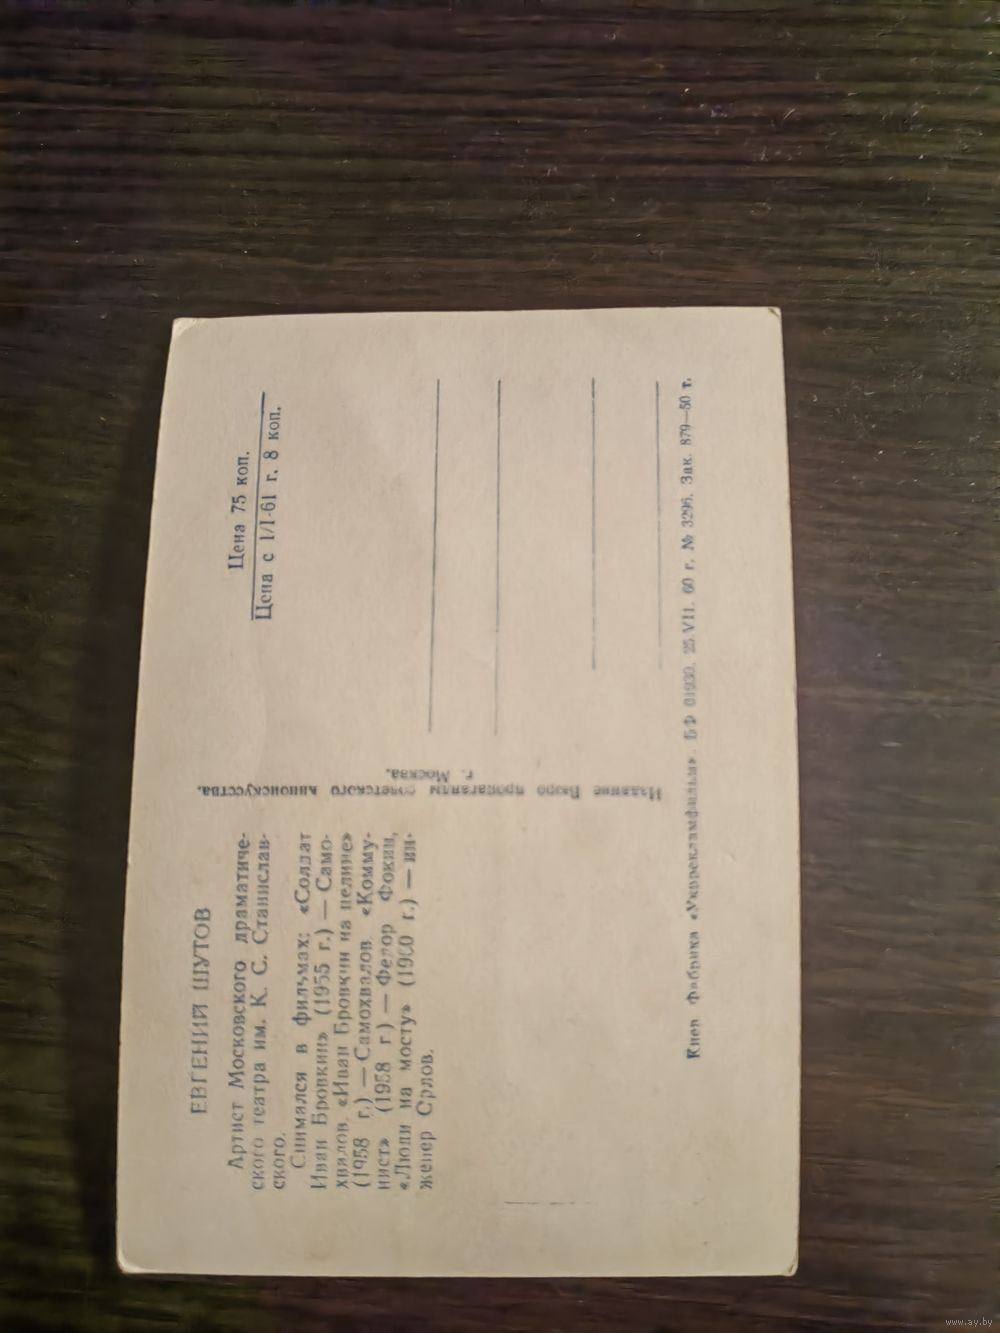 ЕВГЕНИЙ ШУТОВ
Артист Московского драматиче-
ского театра им. К. С. Станислав-
ского.
Снимался в фильмах: «Солдат
Иван Бровкин» (1955 г.) — Само-
хвалов, «Иван Бровкин на целине»
(1958 г.) — Самохвалов, «Комму-
нист» (1958 г.) — Федор Фокин,
«Люди на мосту» (1960 г.) — ин-
женер Орлов.
Издание Бюро пропаганды советского киноискусства.
г. Москва.
Цена 75 коп.
Цена с 1/I-61 г. 8 коп.
Киев Фабрика «Укррекламфильм». БФ 01930. 25.VII. 60 г. № 3296. Зак. 879—50 т.
www.ay.by